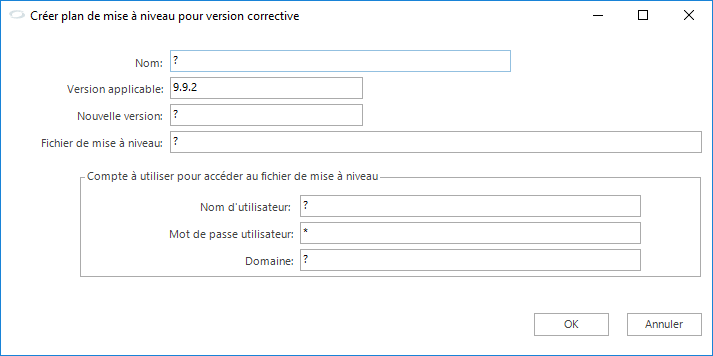 Créer plan de mise à niveau pour version corrective
Nom: ?
Version applicable: 9.9.2
Nouvelle version: ?
Fichier de mise à niveau: ?
Compte à utiliser pour accéder au fichier de mise à niveau
Nom d'utilisateur: ?
Mot de passe utilisateur: *
Domaine: ?
OK Annuler